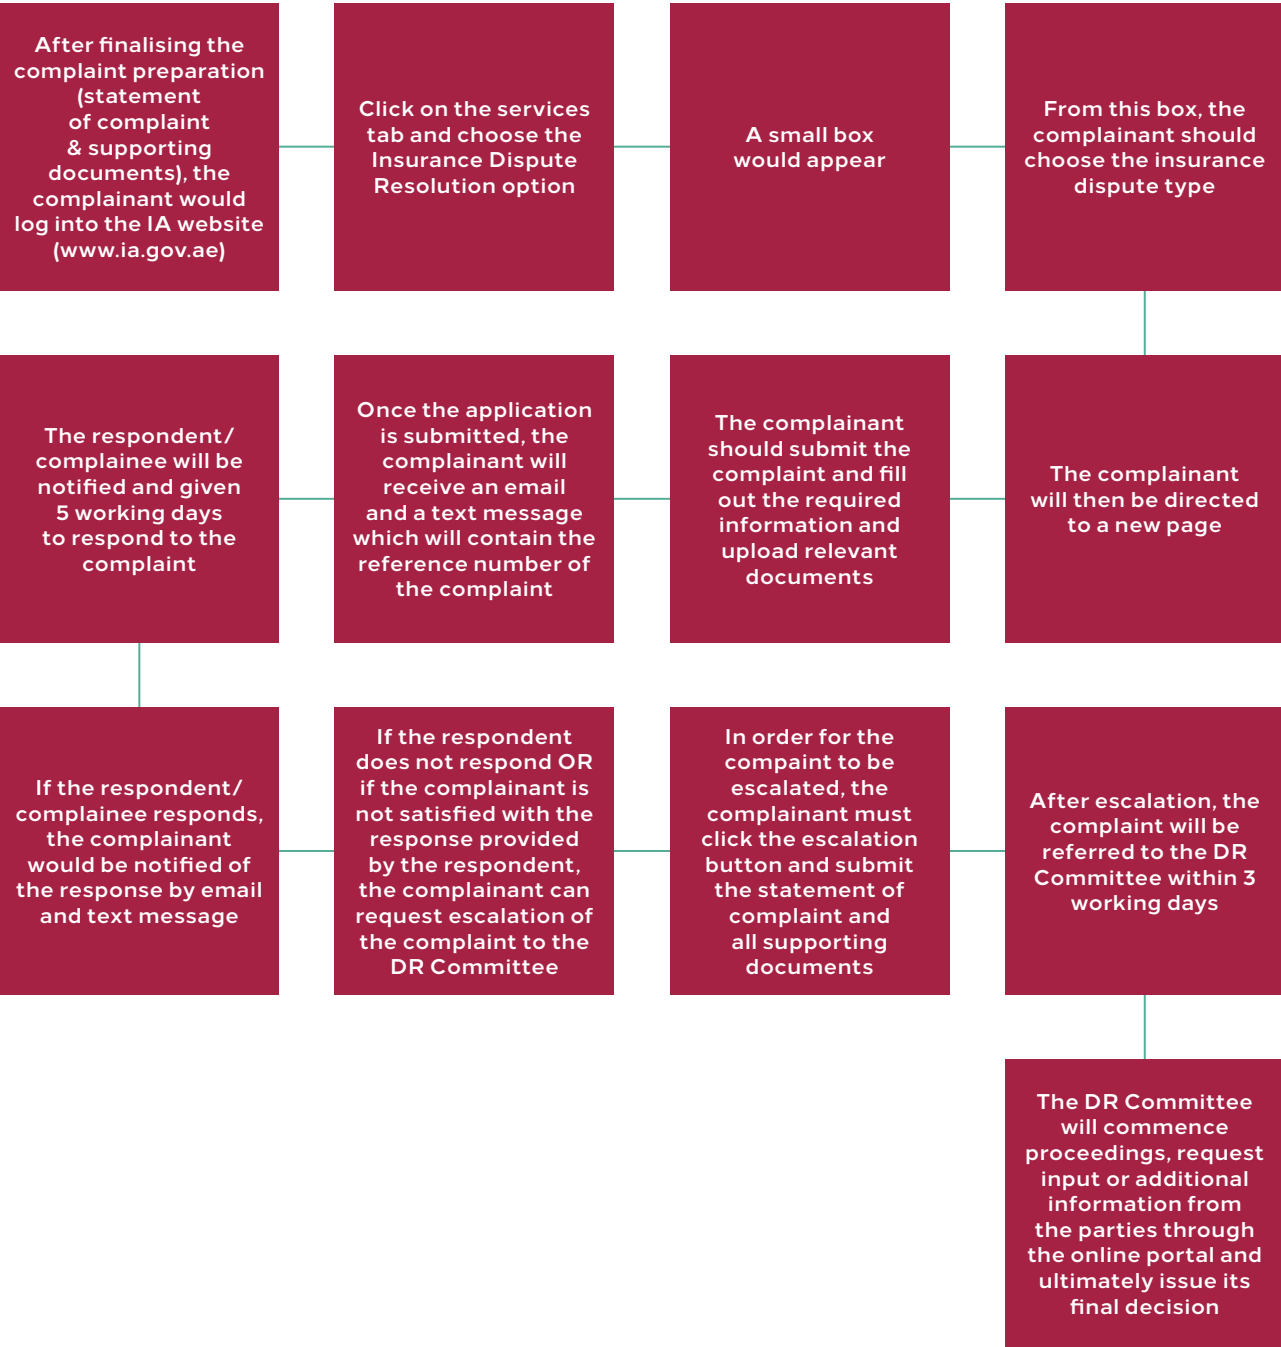 After finalising the
complaint preparation
(statement
of complaint
& supporting
documents), the
complainant would
log into the IA website
(www.ia.gov.ae)
Click on the services
tab and choose the
Insurance Dispute
Resolution option
A small box
would appear
From this box, the
complainant should
choose the insurance
dispute type
The complainant
will then be directed
to a new page
The complainant
should submit the
complaint and fill
out the required
information and
upload relevant
documents
Once the application
is submitted, the
complainant will
receive an email
and a text message
which will contain the
reference number of
the complaint
The respondent/
complainee will be
notified and given
5 working days
to respond to the
complaint
If the respondent/
complainee responds,
the complainant
would be notified of
the response by email
and text message
If the respondent
does not respond OR
if the complainant is
not satisfied with the
response provided
by the respondent,
the complainant can
request escalation of
the complaint to the
DR Committee
In order for the
compaint to be
escalated, the
complainant must
click the escalation
button and submit
the statement of
complaint and
all supporting
documents
After escalation, the
complaint will be
referred to the DR
Committee within 3
working days
The DR Committee
will commence
proceedings, request
input or additional
information from
the parties through
the online portal and
ultimately issue its
final decision